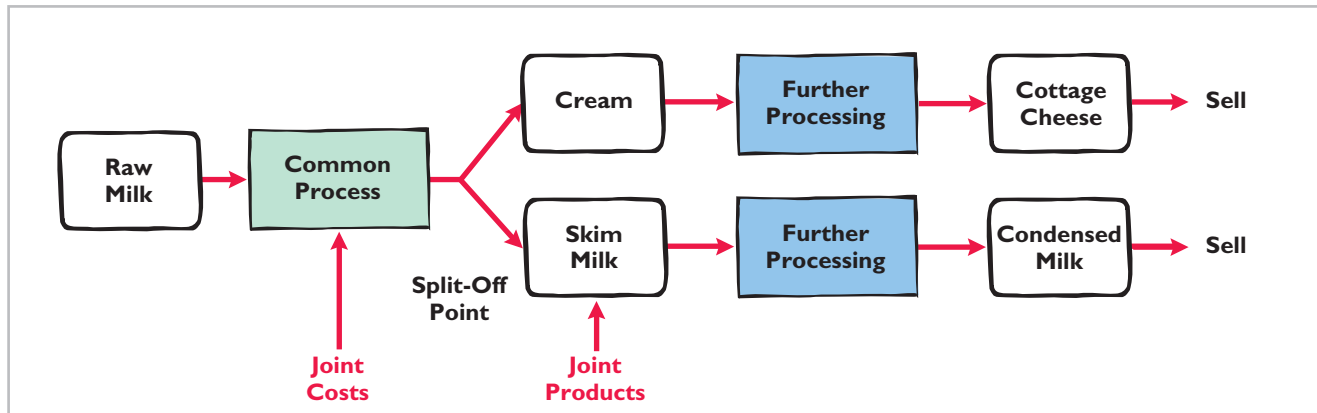 Raw
Milk
Common
Process
Joint
Costs
Split-Off
Point
Cream
Further
Processing
Cottage
Cheese
Sell
Skim
Milk
Joint
Products
Further
Processing
Condensed
Milk
Sell